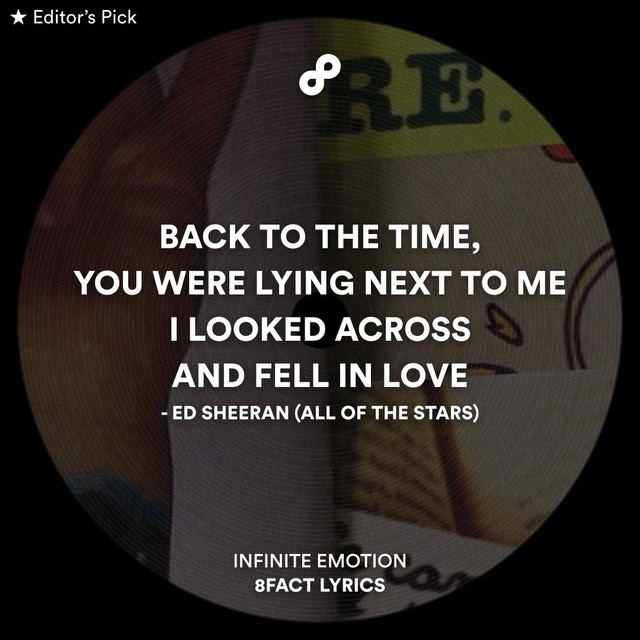 ★ Editor's Pick
RE.
BACK TO THE TIME,
YOU WERE LYING NEXT TO ME
I LOOKED ACROSS
AND FELL IN LOVE
- ED SHEERAN (ALL OF THE STARS)
INFINITE EMOTION
8FACT LYRICS